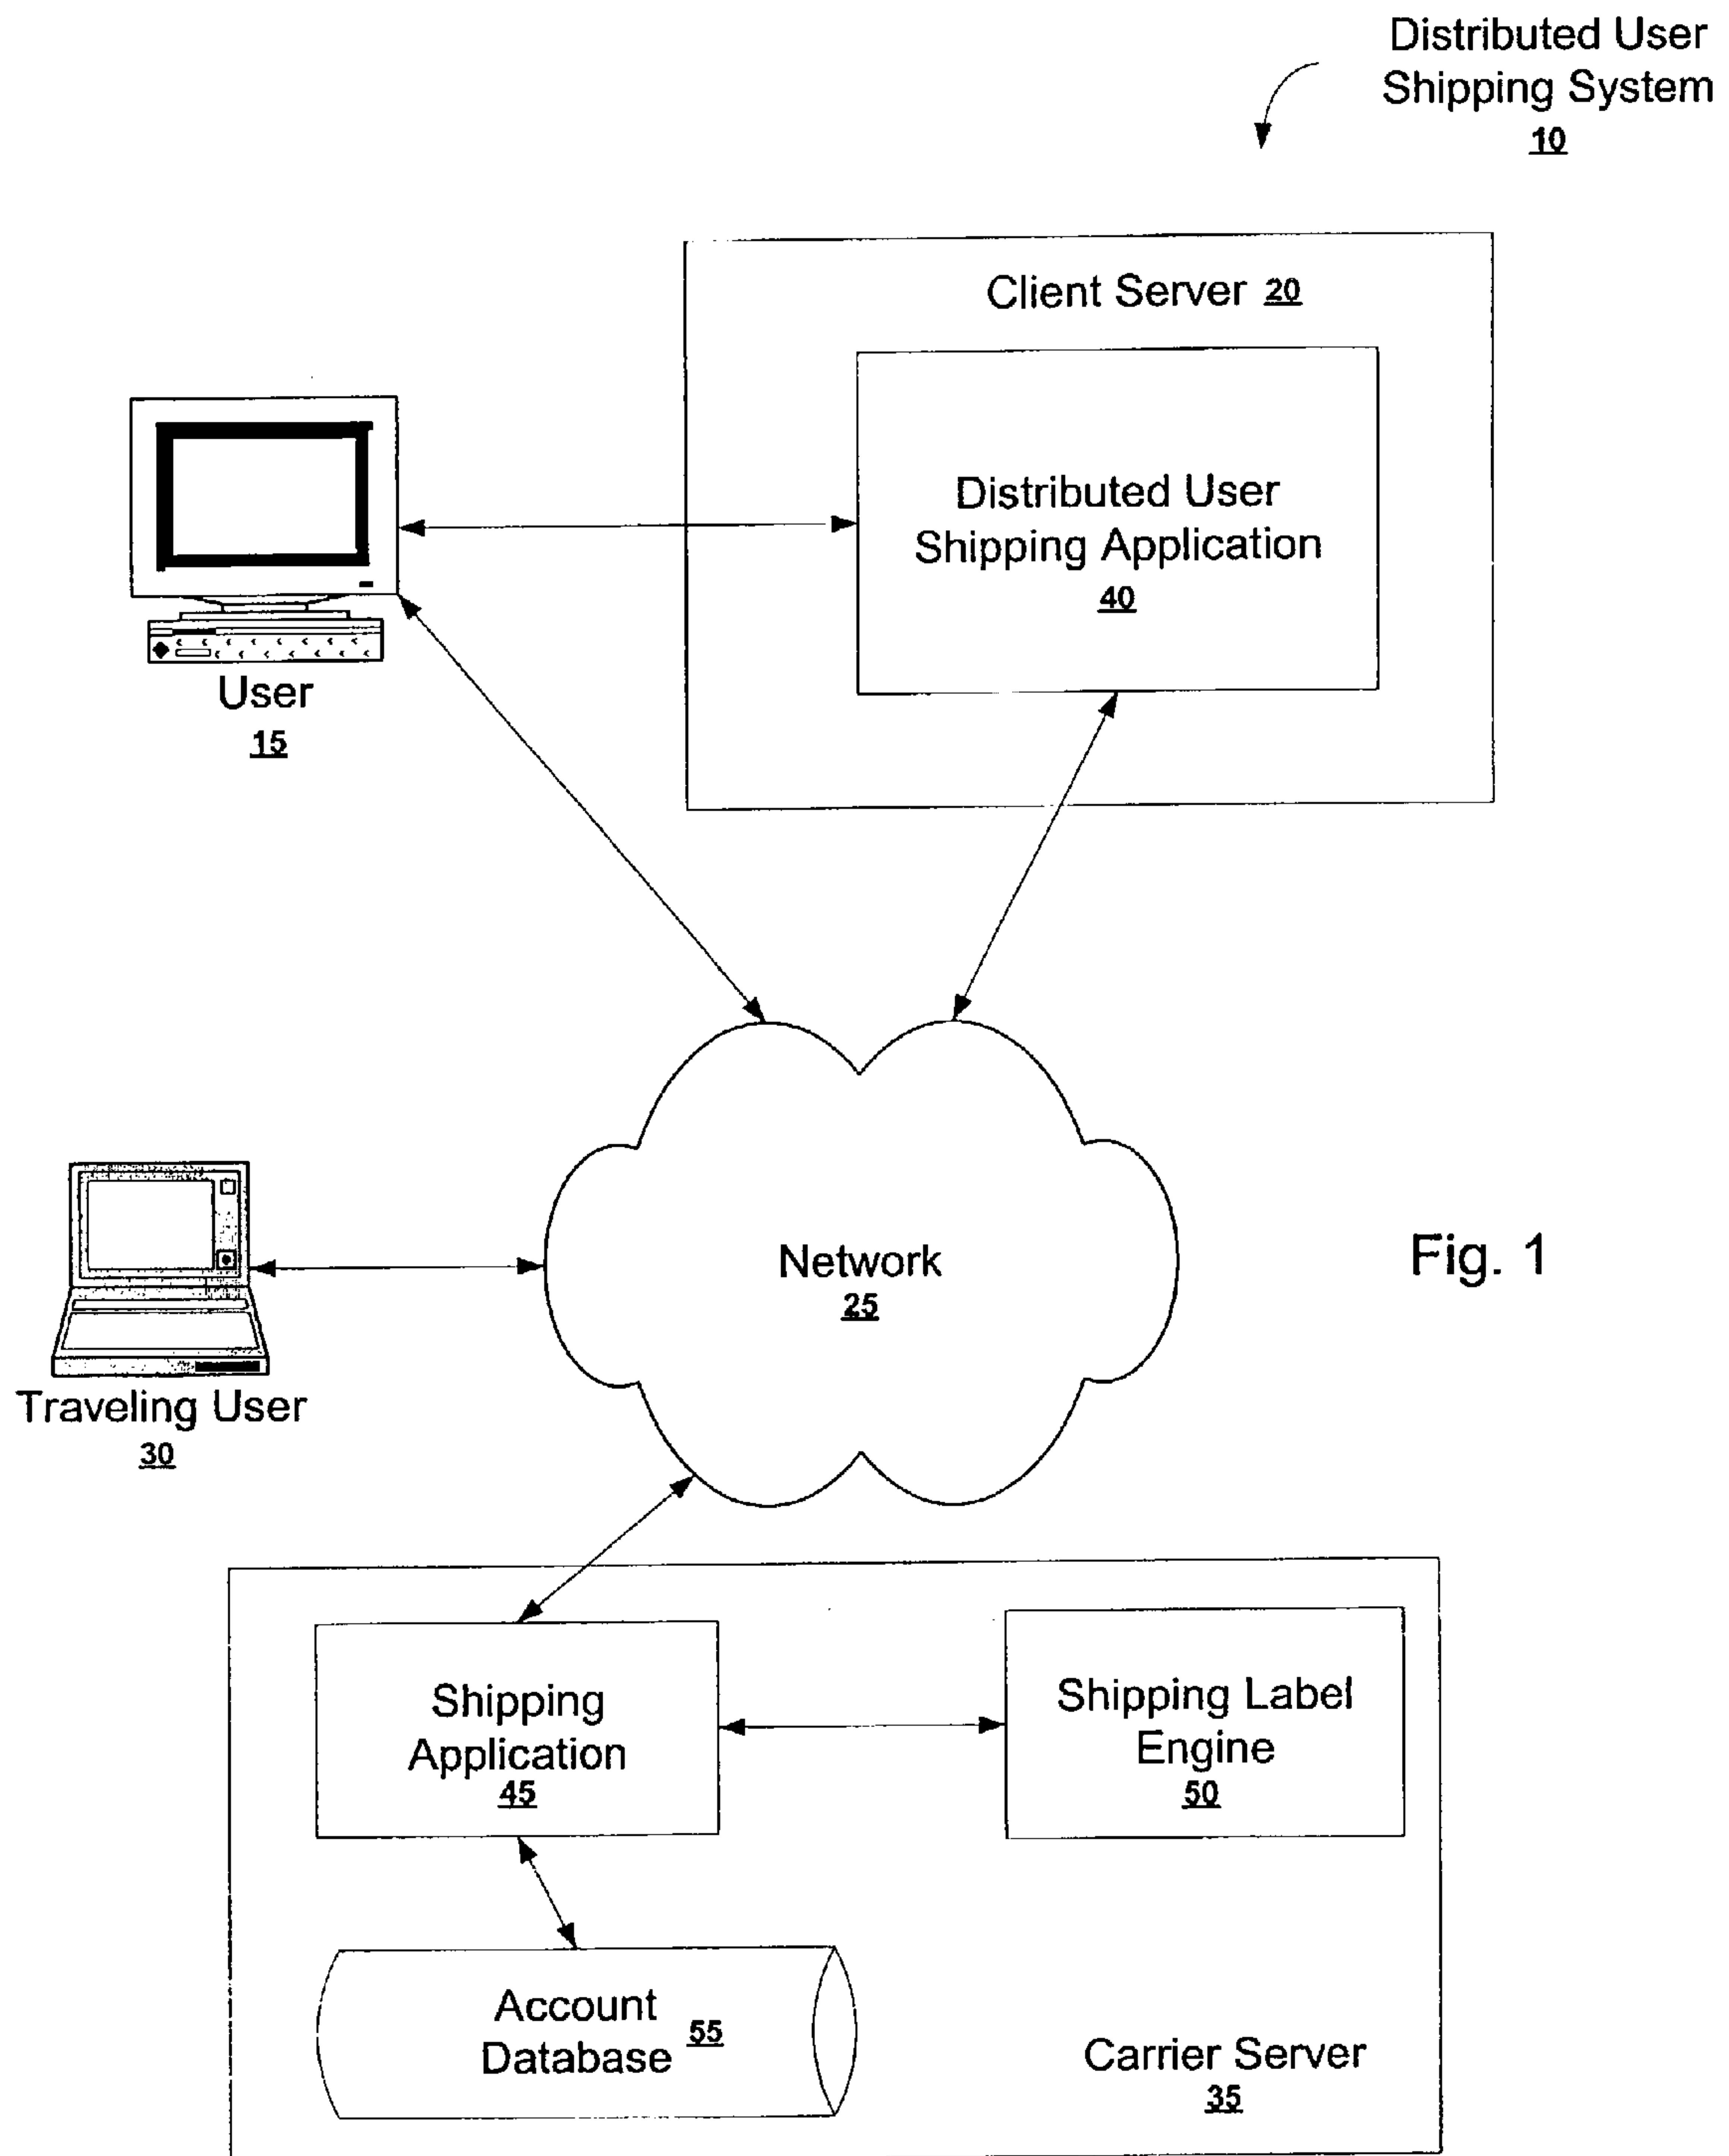 Distributed User
Shipping System
10
Client Server 20
Distributed User
Shipping Application
40
User
15
Network
25
Fig. 1
Traveling User
30
Shipping
Application
45
Shipping Label
Engine
50
Account
Database 55
Carrier Server
35